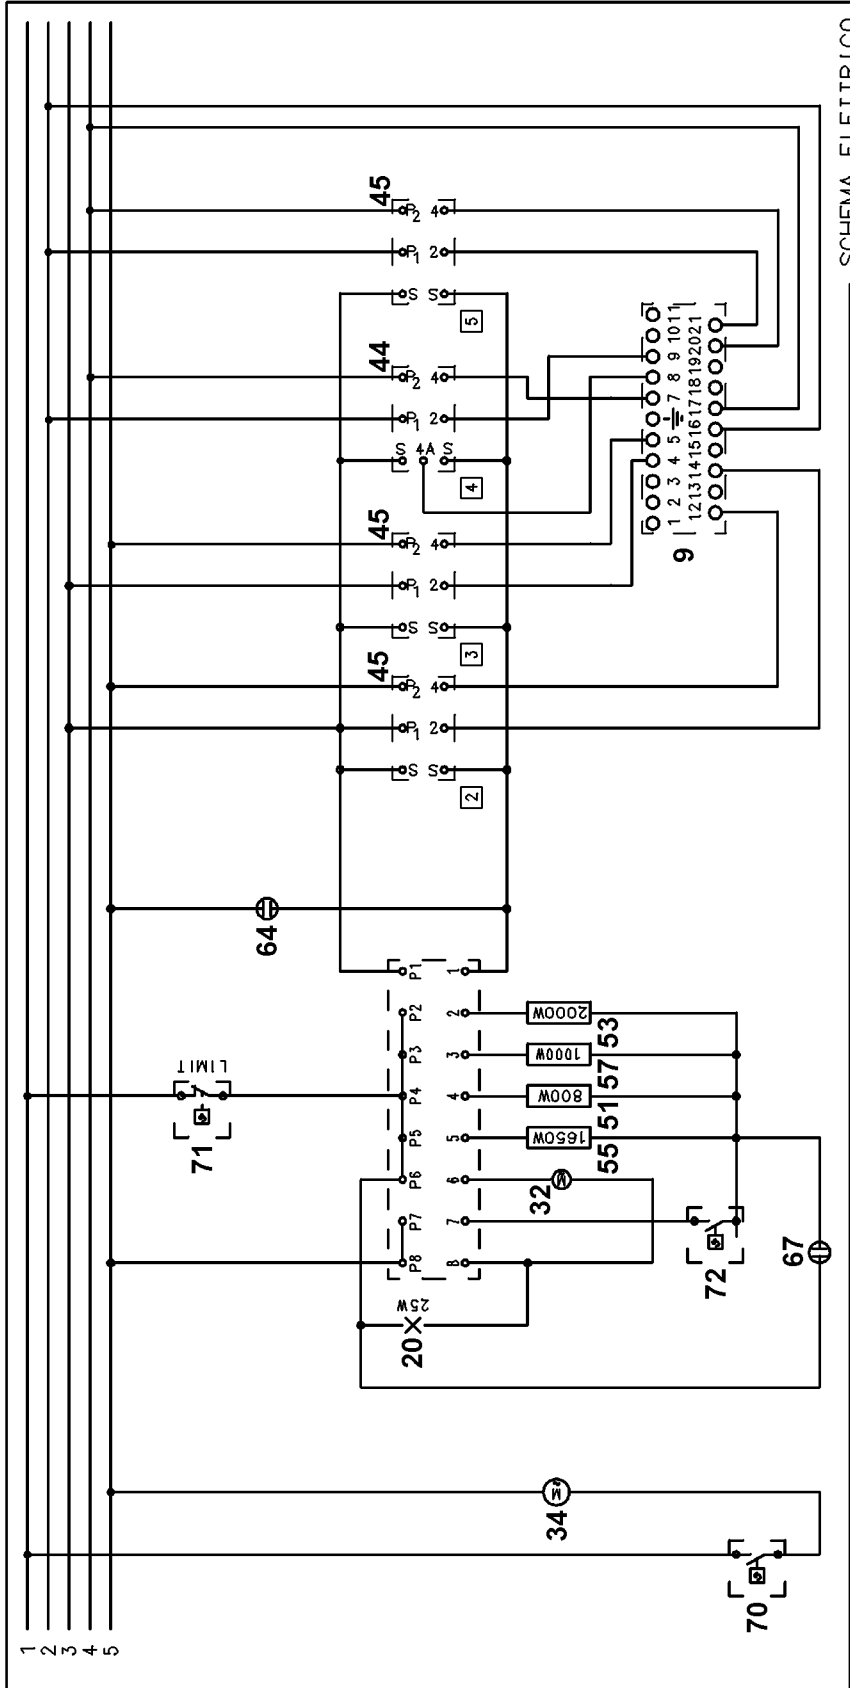 1
2
3
4
5
70
34
20
25W
P8
P7
P6
P5
P4
P3
P2
P1
8
7
6
5
4
3
2
1
71
LIMIT
64
32
M
M
55
1650W
51
800W
57
1000W
53
2000W
72
67
S S
P1 2
P2 4
45
2
S S
P1 2
P2 4
45
3
S 4A S
P1 2
P2 4
44
4
S S
P1 2
P2 4
45
5
9
1 2 3 4 5 7 8 9 10 11
12 13 14 15 16 17 18 19 20 21
SCHEMA ELETTRICO